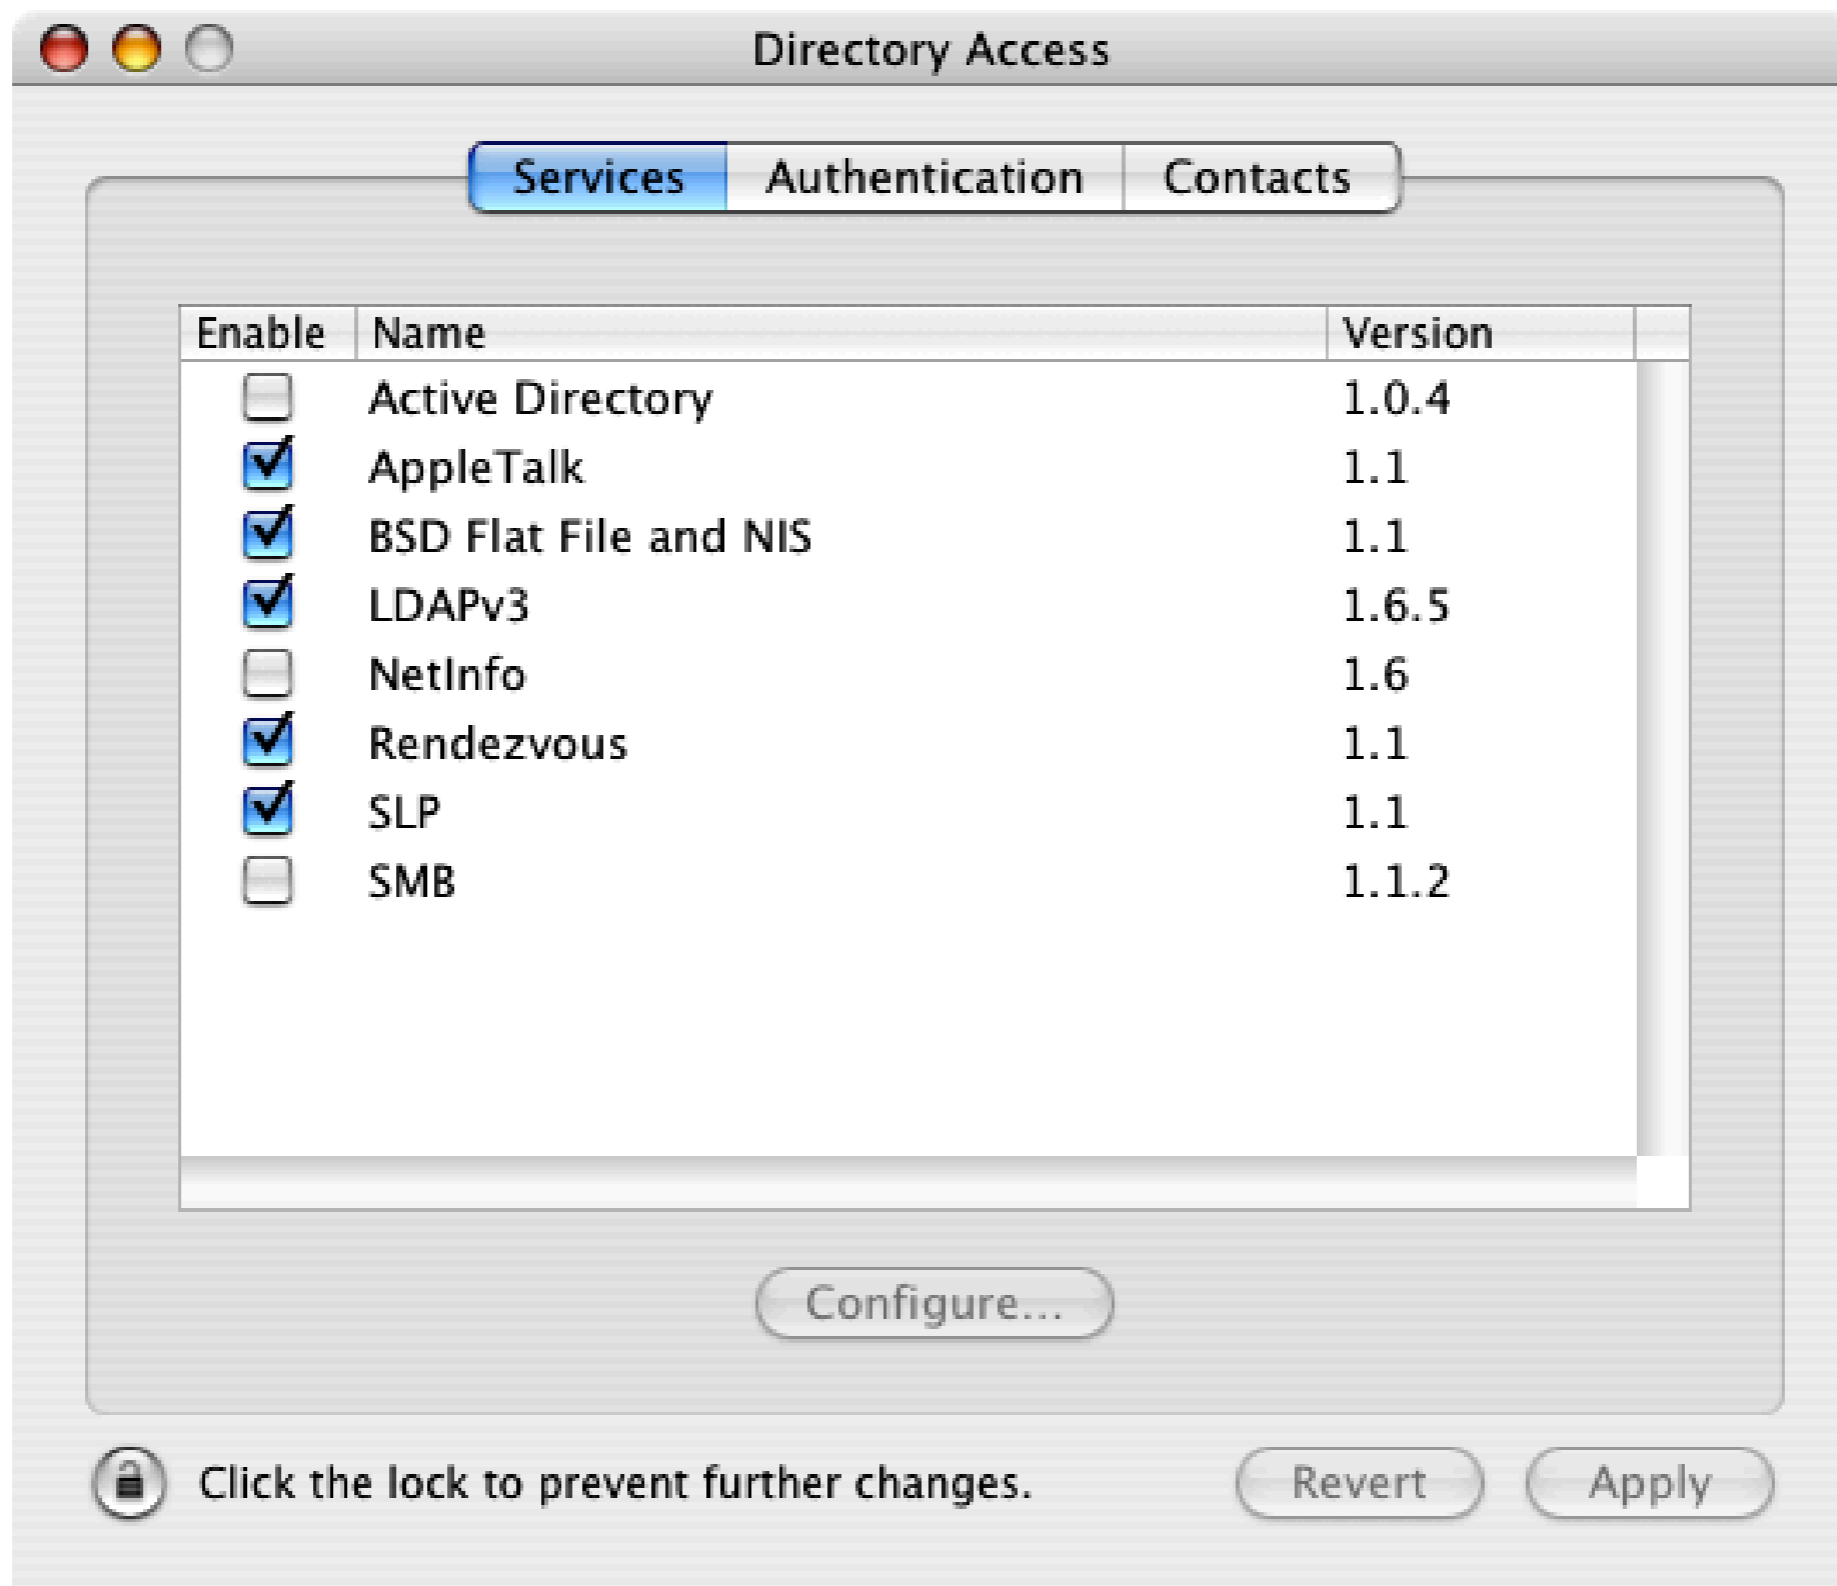 Directory Access
Services Authentication Contacts
Enable Name Version
Active Directory 1.0.4
AppleTalk 1.1
BSD Flat File and NIS 1.1
LDAPv3 1.6.5
NetInfo 1.6
Rendezvous 1.1
SLP 1.1
SMB 1.1.2
Configure...
Click the lock to prevent further changes. Revert Apply